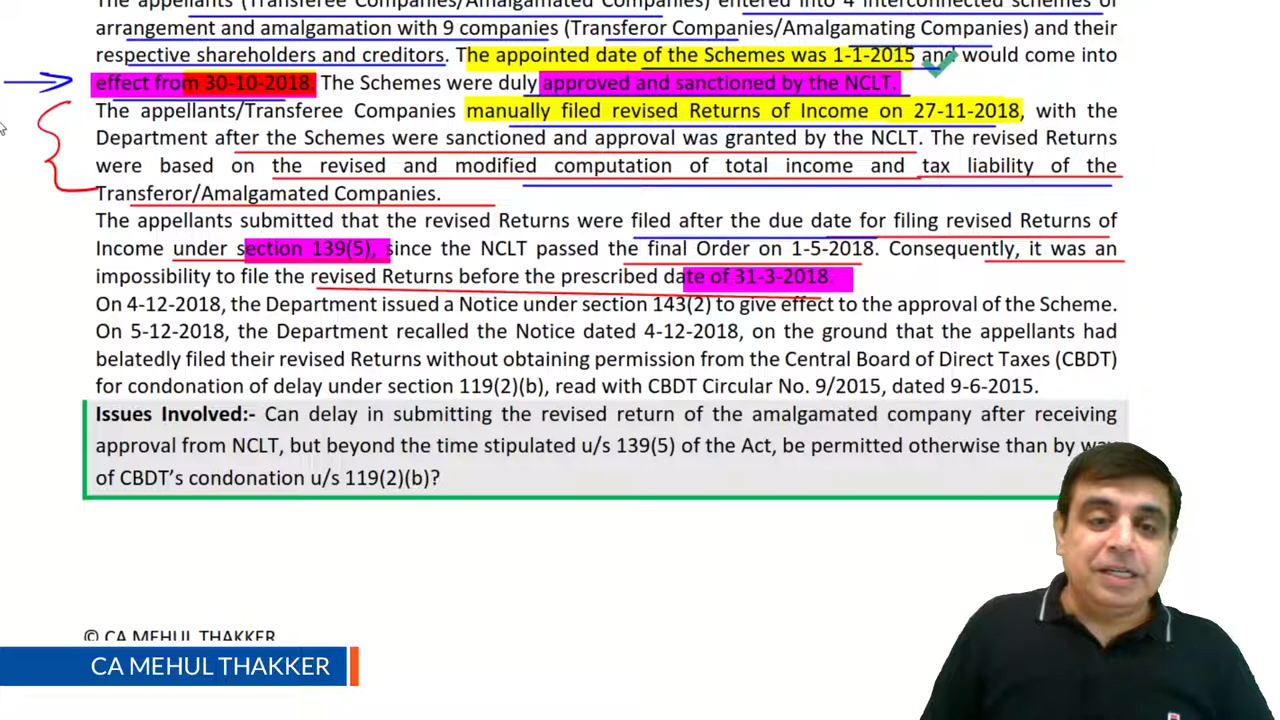 The appellants (Transferee Companies/Amalgamated Companies) entered into 4 interconnected schemes of
arrangement and amalgamation with 9 companies (Transferor Companies/Amalgamating Companies) and their
respective shareholders and creditors. The appointed date of the Schemes was 1-1-2015 and would come into
effect from 30-10-2018. The Schemes were duly approved and sanctioned by the NCLT.
The appellants/Transferee Companies manually filed revised Returns of Income on 27-11-2018, with the
Department after the Schemes were sanctioned and approval was granted by the NCLT. The revised Returns
were based on the revised and modified computation of total income and tax liability of the
Transferor/Amalgamated Companies.
The appellants submitted that the revised Returns were filed after the due date for filing revised Returns of
Income under section 139(5), since the NCLT passed the final Order on 1-5-2018. Consequently, it was an
impossibility to file the revised Returns before the prescribed date of 31-3-2018.
On 4-12-2018, the Department issued a Notice under section 143(2) to give effect to the approval of the Scheme.
On 5-12-2018, the Department recalled the Notice dated 4-12-2018, on the ground that the appellants had
belatedly filed their revised Returns without obtaining permission from the Central Board of Direct Taxes (CBDT)
for condonation of delay under section 119(2)(b), read with CBDT Circular No. 9/2015, dated 9-6-2015.
Issues Involved:- Can delay in submitting the revised return of the amalgamated company after receiving
approval from NCLT, but beyond the time stipulated u/s 139(5) of the Act, be permitted otherwise than by way
of CBDT's condonation u/s 119(2)(b)?
© CA MEHUL THAKKER
CA MEHUL THAKKER